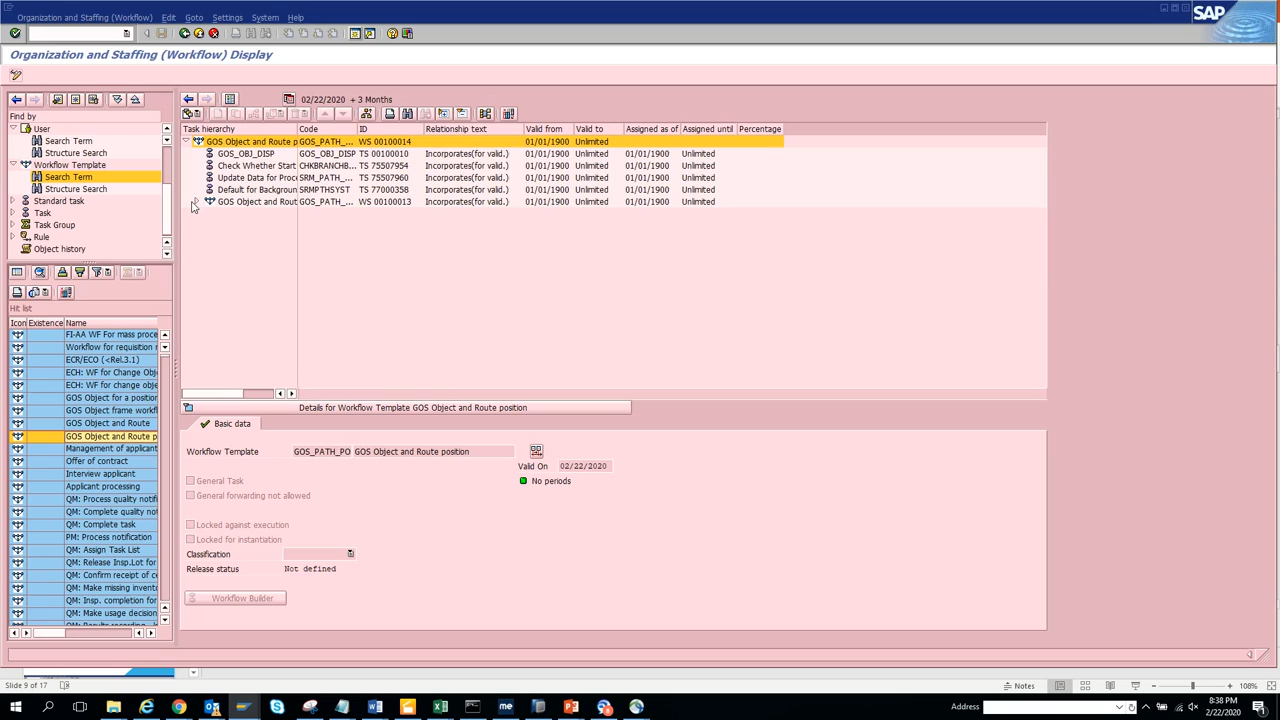 Organization and Staffing (Workflow) Edit Goto Settings System Help
SAP
Organization and Staffing (Workflow) Display
02/22/2020 + 3 Months
Find by
User
Search Term
Structure Search
Workflow Template
Search Term
Structure Search
Standard task
Task
Task Group
Rule
Object history
Task hierarchy Code ID Relationship text Valid from Valid to Assigned as of Assigned until Percentage
GOS Object and Route p GOS_PATH_... WS 00100014 01/01/1900 Unlimited
GOS_OBJ_DISP GOS_OBJ_DISP TS 00100010 Incorporates(for valid.) 01/01/1900 Unlimited 01/01/1900 Unlimited
Check Whether Start CHKBRANCHB... TS 75507954 Incorporates(for valid.) 01/01/1900 Unlimited 01/01/1900 Unlimited
Update Data for Proc SRM_PATH_... TS 75507960 Incorporates(for valid.) 01/01/1900 Unlimited 01/01/1900 Unlimited
Default for Backgroun SRMPTHSYST TS 77000358 Incorporates(for valid.) 01/01/1900 Unlimited 01/01/1900 Unlimited
GOS Object and Rout GOS_PATH_... WS 00100013 Incorporates(for valid.) 01/01/1900 Unlimited 01/01/1900 Unlimited
Hit list
Icon Existence Name
FI-AA WF For mass proce
Workflow for requisition r
ECR/ECO (<Rel.3.1)
ECH: WF for Change Obj
ECH: WF for change obje
GOS Object for a position
GOS Object frame workfl
GOS Object and Route
GOS Object and Route p
Management of applicant
Offer of contract
Interview applicant
Applicant processing
QM: Process quality notifi
QM: Complete quality not
QM: Complete task
PM: Process notification
QM: Assign Task List
QM: Release Insp.Lot for
QM: Confirm receipt of ce
QM: Make missing invento
QM: Insp. completion for
QM: Make usage decision
Details for Workflow Template GOS Object and Route position
Basic data
Workflow Template GOS_PATH_PO GOS Object and Route position
Valid On 02/22/2020
General Task
No periods
General forwarding not allowed
Locked against execution
Locked for instantiation
Classification
Release status Not defined
Workflow Builder
Slide 9 of 17 Notes 108%
Address 8:38 PM
2/22/2020